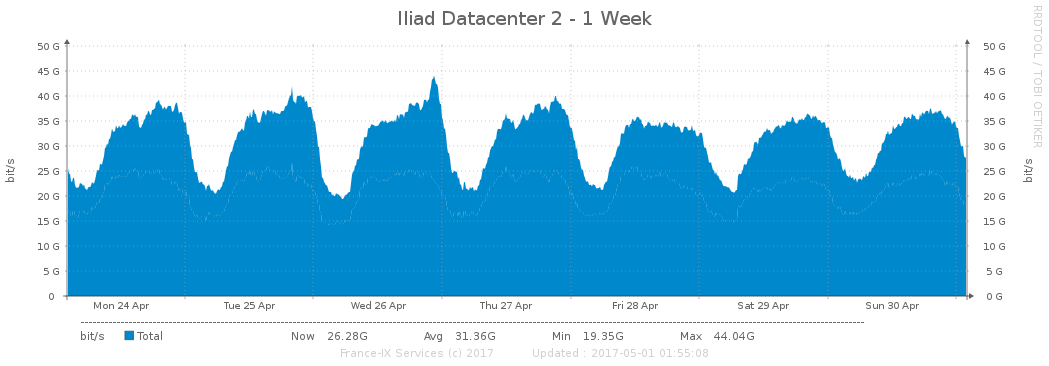 Iliad Datacenter 2 - 1 Week
RRDTOOL / TOBI OETIKER
50 G 50 G
45 G 45 G
40 G 40 G
35 G 35 G
30 G 30 G
25 G 25 G
20 G 20 G
15 G 15 G
10 G 10 G
5 G 5 G
0 0 G
bit/s bit/s
Mon 24 Apr Tue 25 Apr Wed 26 Apr Thu 27 Apr Fri 28 Apr Sat 29 Apr Sun 30 Apr
bit/s Total Now 26.28G Avg 31.36G Min 19.35G Max 44.04G
France-IX Services (c) 2017 Updated : 2017-05-01 01:55:08